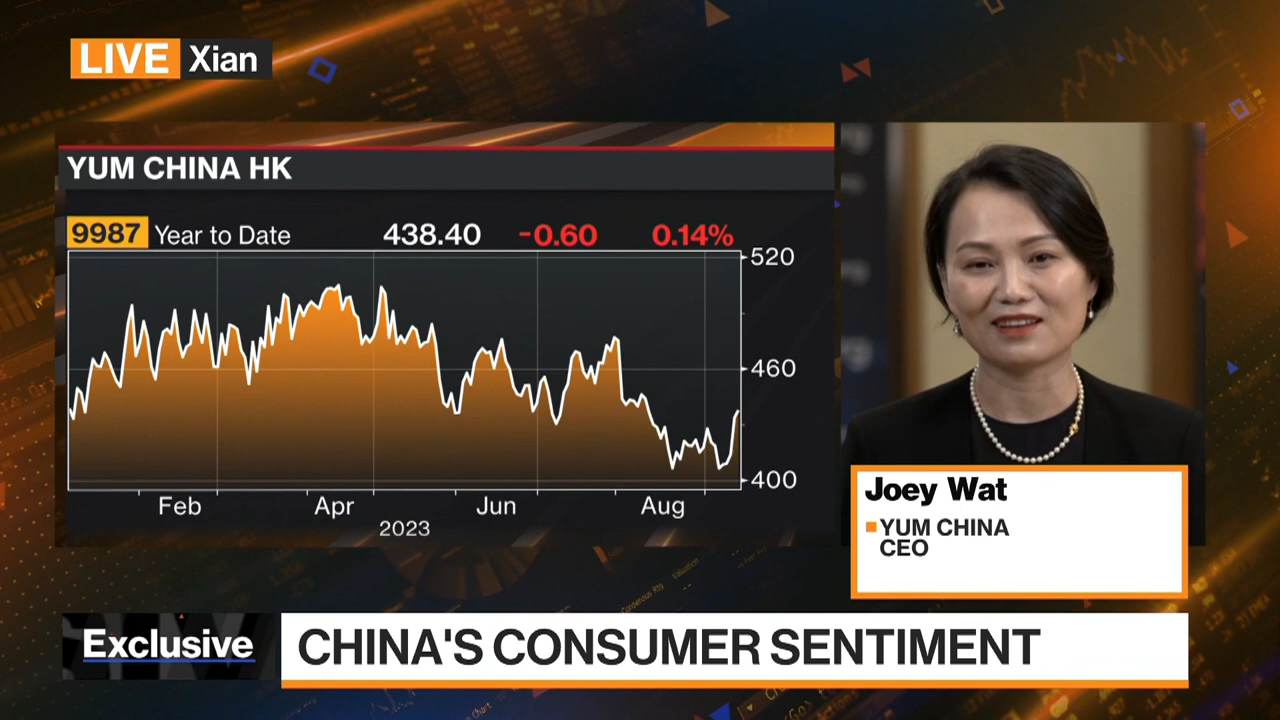 LIVE Xian
YUM CHINA HK
9987 Year to Date 438.40 -0.60 0.14%
520
460
400
Feb Apr Jun Aug
2023
Joey Wat
YUM CHINA
CEO
Exclusive CHINA'S CONSUMER SENTIMENT